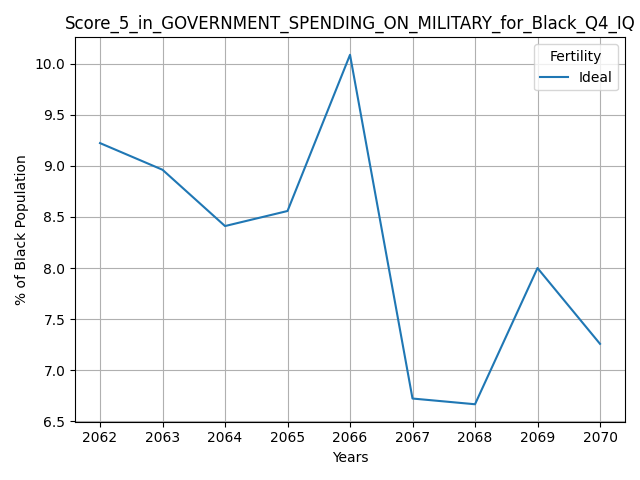 Score_5_in_GOVERNMENT_SPENDING_ON_MILITARY_for_Black_Q4_IQ
Fertility
Ideal
10.0
9.5
9.0
8.5
8.0
7.5
7.0
6.5
% of Black Population
2062 2063 2064 2065 2066 2067 2068 2069 2070
Years